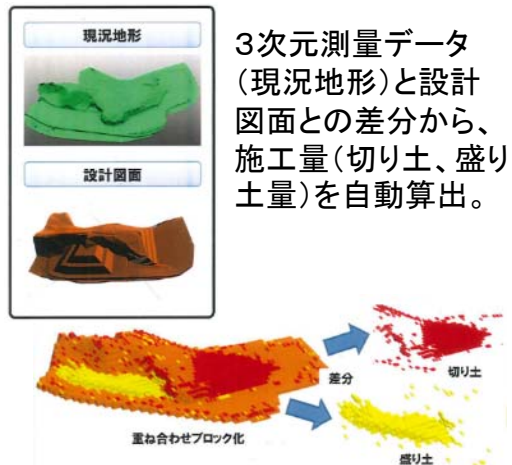 現況地形
設計図面
３次元測量データ
（現況地形）と設計
図面との差分から、
施工量（切り土、盛り
土量）を自動算出。
差分
切り土
重ね合わせブロック化
盛り土